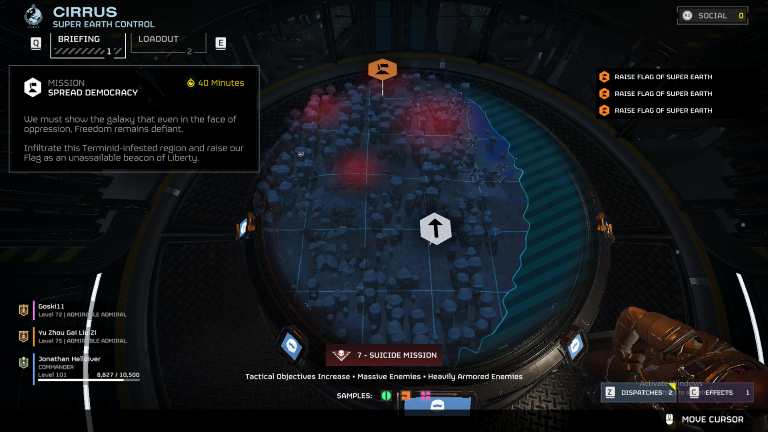 CIRRUS
SUPER EARTH CONTROL
SOCIAL 0
Q BRIEFING 1 LOADOUT 2 E
MISSION
SPREAD DEMOCRACY
40 Minutes
We must show the galaxy that even in the face of
oppression, Freedom remains defiant.
Infiltrate this Terminid-infested region and raise our
Flag as an unassailable beacon of Liberty.
RAISE FLAG OF SUPER EARTH
RAISE FLAG OF SUPER EARTH
RAISE FLAG OF SUPER EARTH
Goski11
Level 72 | ADMIRABLE ADMIRAL
Yu Zhou Gai Liu Zi
Level 75 | ADMIRABLE ADMIRAL
Jonathan Helldiver
COMMANDER
Level 101 8,827 / 10,500
7 - SUICIDE MISSION
Tactical Objectives Increase • Massive Enemies • Heavily Armored Enemies
SAMPLES:
Activate Windows
Z DISPATCHES 2 C EFFECTS 1
MOVE CURSOR